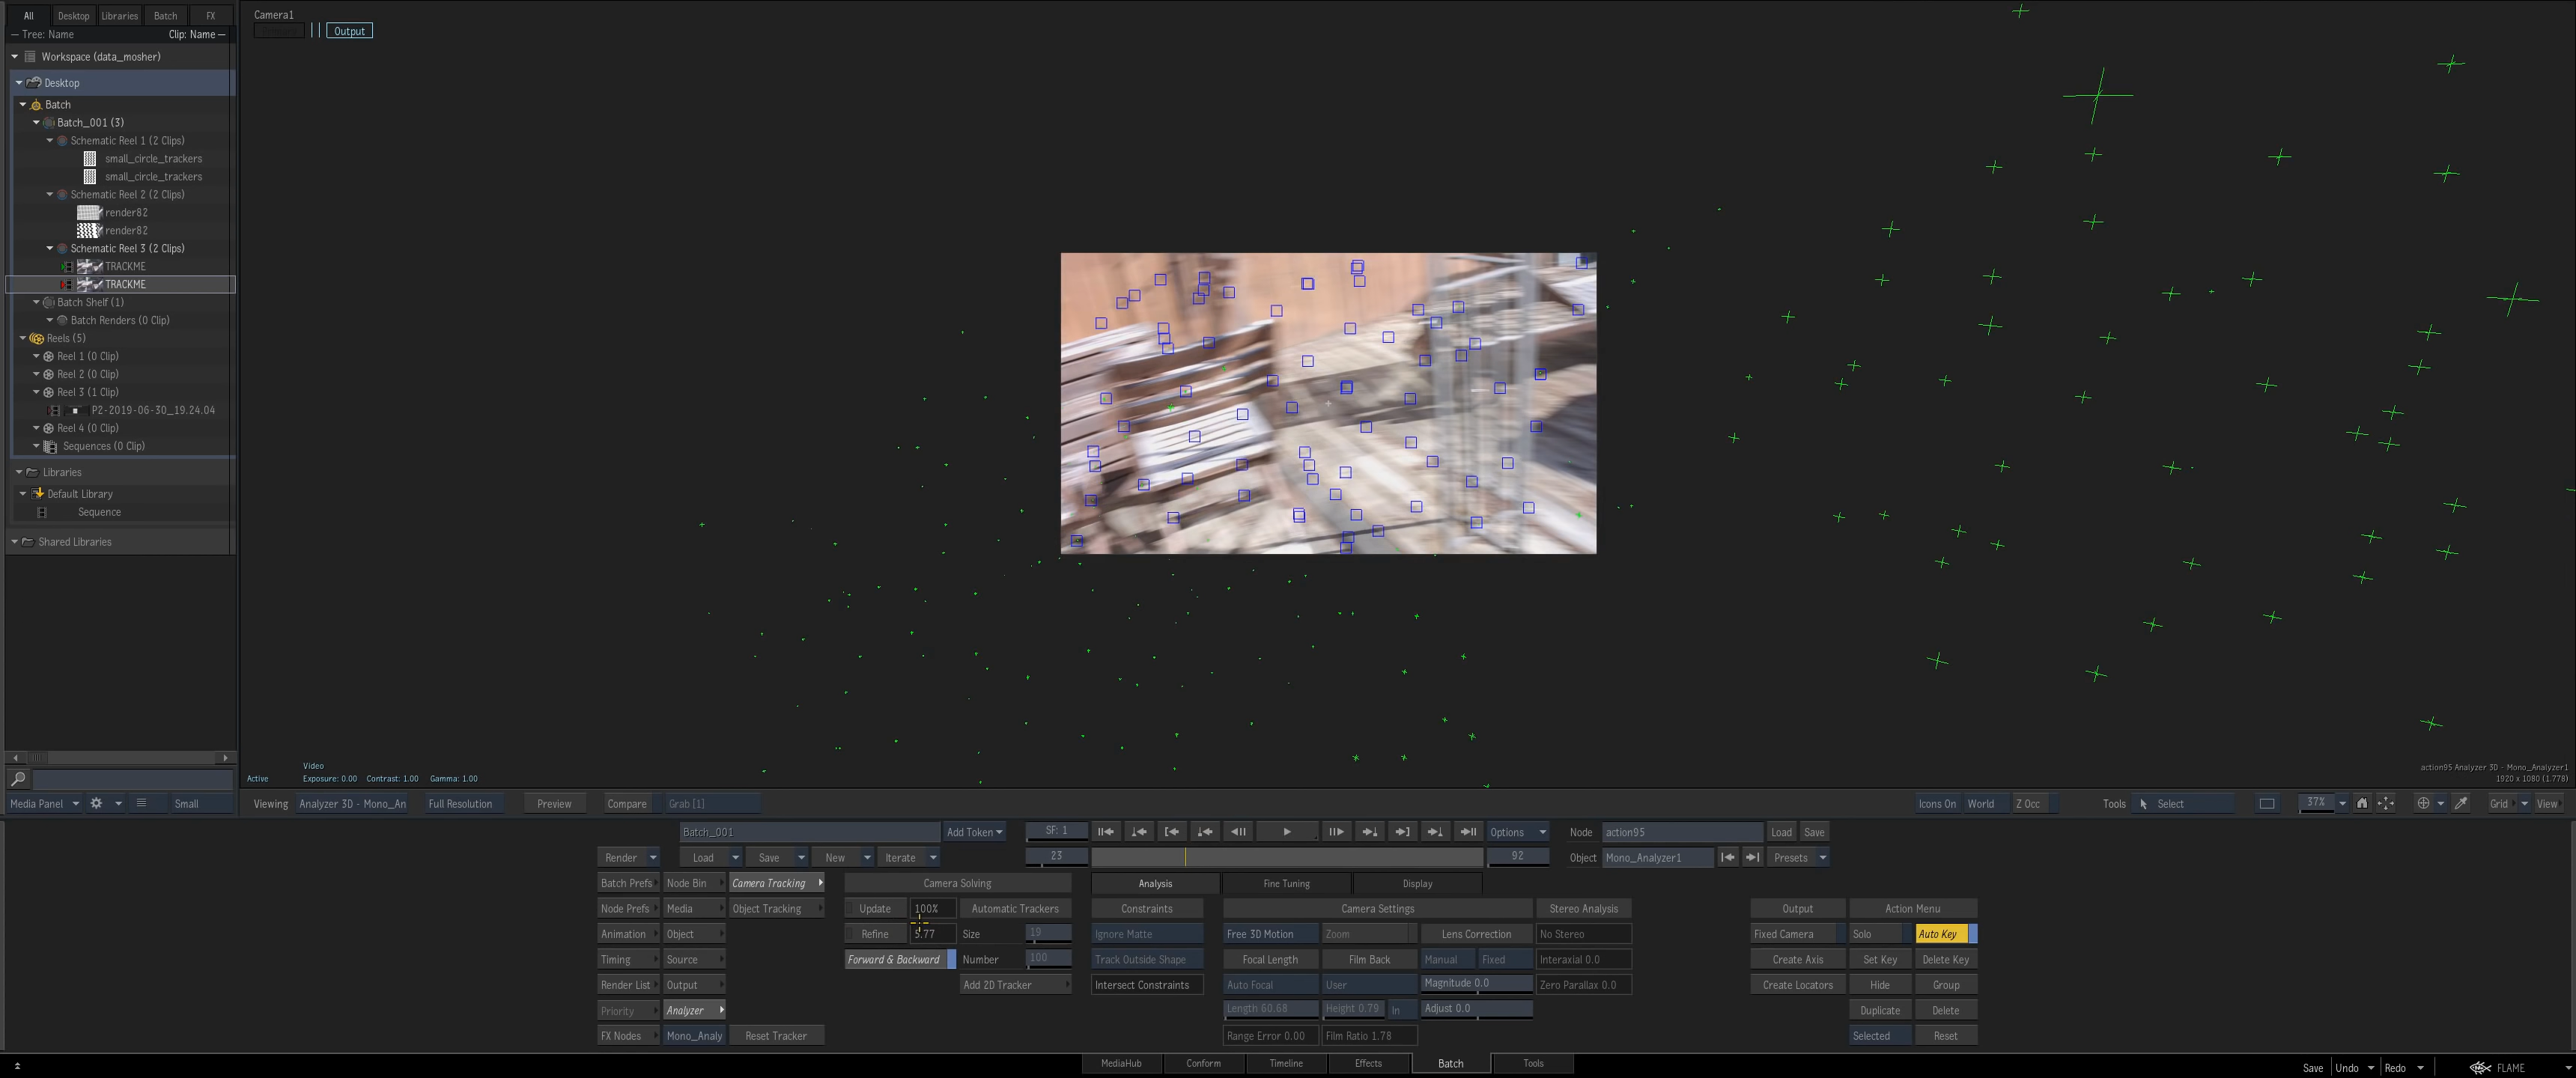 All Desktop Libraries Batch FX
Tree: Name Clip: Name
Workspace (data_mosher)
Desktop
Batch
Batch_001 (3)
Schematic Reel 1 (2 Clips)
small_circle_trackers
small_circle_trackers
Schematic Reel 2 (2 Clips)
render82
render82
Schematic Reel 3 (2 Clips)
TRACKME
TRACKME
Batch Shelf (1)
Batch Renders (0 Clip)
Reels (5)
Reel 1 (0 Clip)
Reel 2 (0 Clip)
Reel 3 (1 Clip)
P2-2019-06-30_19.24.04
Reel 4 (0 Clip)
Sequences (0 Clip)
Libraries
Default Library
Sequence
Shared Libraries
Media Panel Small
Camera1
Output
Video
Active Exposure: 0.00 Contrast: 1.00 Gamma: 1.00
action95 Analyzer 3D - Mono_Analyzer1
1920 x 1080 (1.778)
Viewing Analyzer 3D - Mono_An Full Resolution Preview Compare Grab [1] Icons On World Z Occ Tools Select 37% Grid View
Batch_001 Add Token SF: 1 Options Node action95 Load Save
Render Load Save New Iterate 23 92 Object Mono_Analyzer1 Presets
Batch Prefs Node Bin Camera Tracking Camera Solving Analysis Fine Tuning Display
Node Prefs Media Object Tracking Update 100% Automatic Trackers Constraints Camera Settings Stereo Analysis Output Action Menu
Animation Object Refine 5.77 Size 19 Ignore Matte Free 3D Motion Zoom Lens Correction No Stereo Fixed Camera Solo Auto Key
Timing Source Forward & Backward Number 100 Track Outside Shape Focal Length Film Back Manual Fixed Interaxial 0.0 Create Axis Set Key Delete Key
Render List Output Add 2D Tracker Intersect Constraints Auto Focal User Magnitude 0.0 Zero Parallax 0.0 Create Locators Hide Group
Priority Analyzer Length 60.68 Height 0.79 In Adjust 0.0 Duplicate Delete
FX Nodes Mono_Analy Reset Tracker Range Error 0.00 Film Ratio 1.78 Selected Reset
MediaHub Conform Timeline Effects Batch Tools Save Undo Redo FLAME